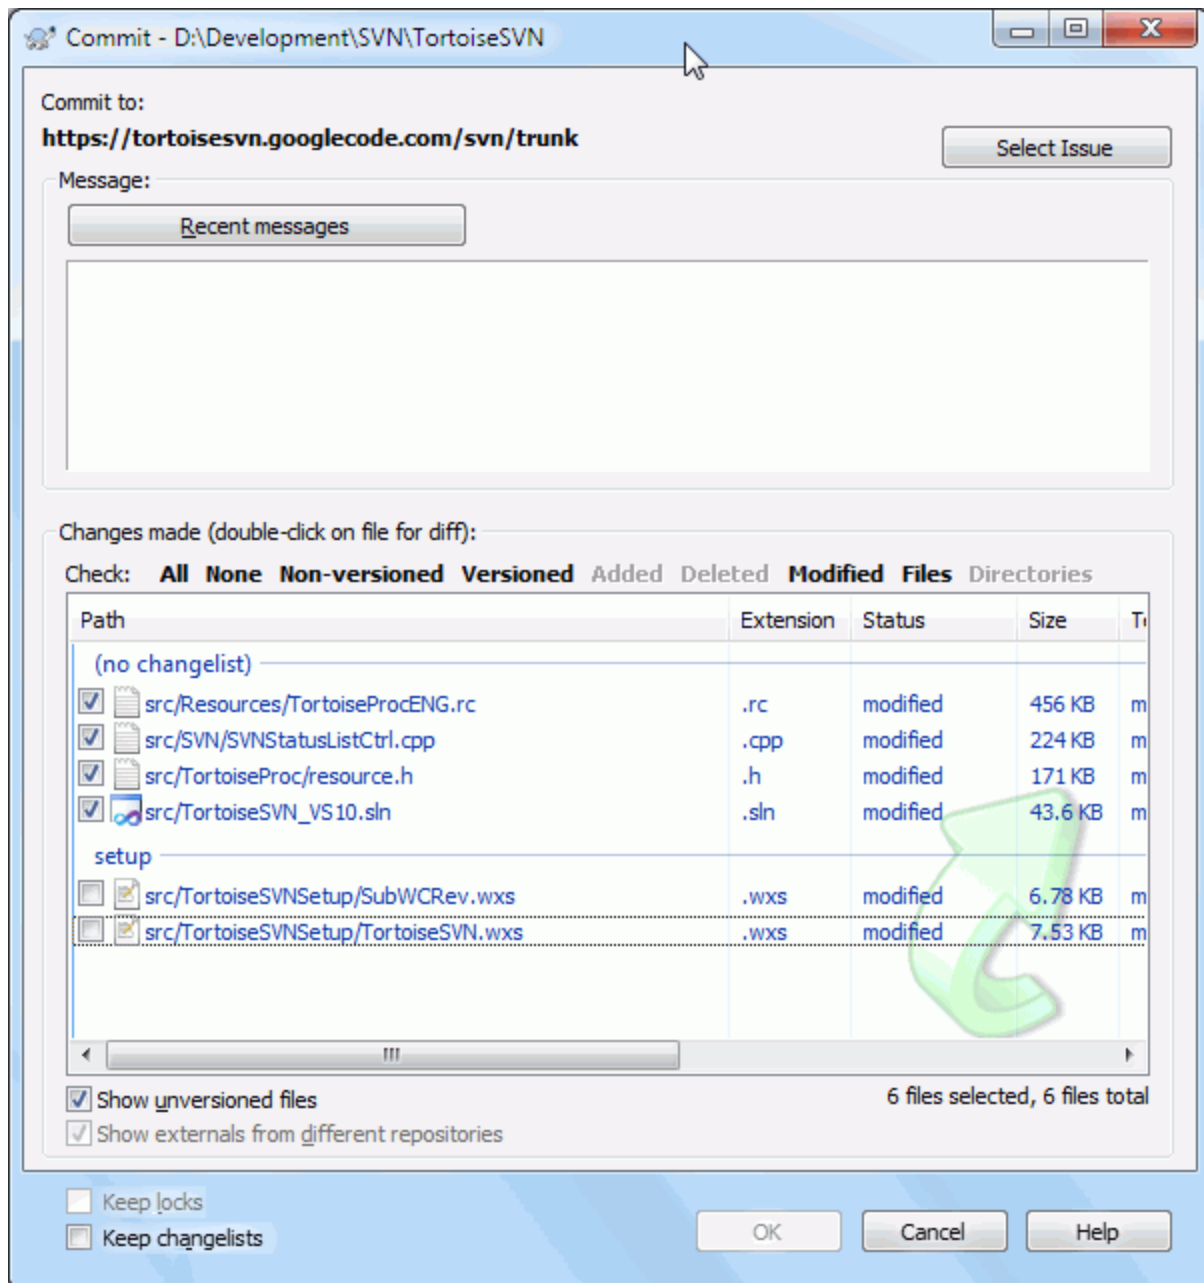 Commit - D:\Development\SVN\TortoiseSVN
Commit to:
https://tortoisesvn.googlecode.com/svn/trunk
Select Issue
Message:
Recent messages
Changes made (double-click on file for diff):
Check: All None Non-versioned Versioned Added Deleted Modified Files Directories
Path Extension Status Size
(no changelist)
src/Resources/TortoiseProcENG.rc .rc modified 456 KB m
src/SVN/SVNStatusListCtrl.cpp .cpp modified 224 KB m
src/TortoiseProc/resource.h .h modified 171 KB m
src/TortoiseSVN_VS10.sln .sln modified 43.6 KB m
setup
src/TortoiseSVNSetup/SubWCRev.wxs .wxs modified 6.78 KB m
src/TortoiseSVNSetup/TortoiseSVN.wxs .wxs modified 7.53 KB m
Show unversioned files
6 files selected, 6 files total
Show externals from different repositories
Keep locks
Keep changelists
OK Cancel Help